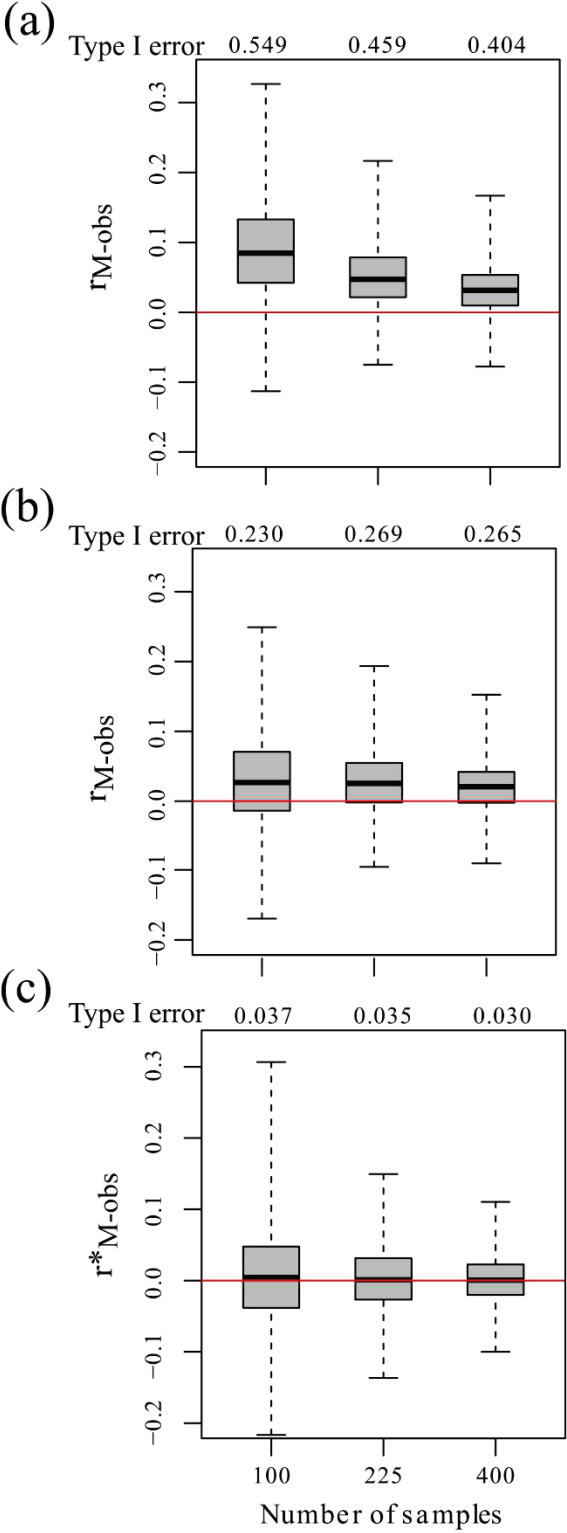 (a)
Type I error 0.549 0.459 0.404
0.3
0.2
0.1
0.0
−0.1
−0.2
rM-obs
(b)
Type I error 0.230 0.269 0.265
0.3
0.2
0.1
0.0
−0.1
−0.2
rM-obs
(c)
Type I error 0.037 0.035 0.030
0.3
0.2
0.1
0.0
−0.1
−0.2
r*M-obs
100 225 400
Number of samples